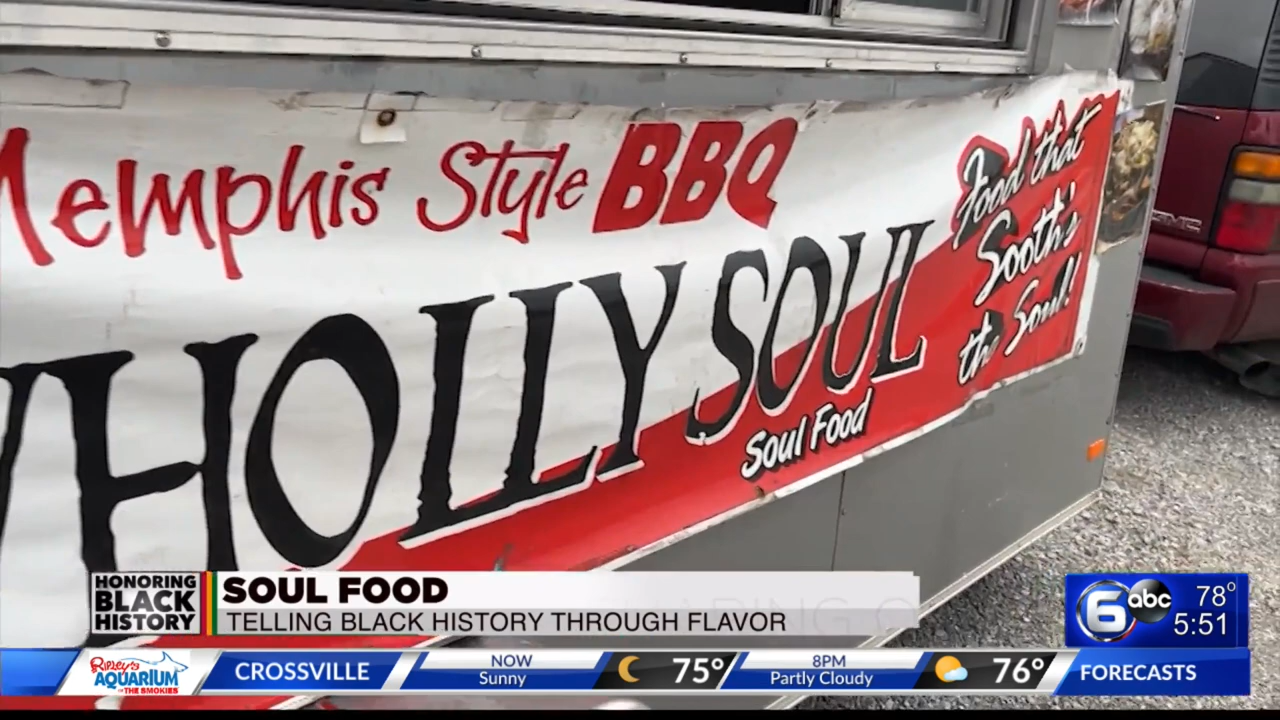 Memphis Style BBQ
WHOLLY SOUL
Soul Food
Food that
Sooth's
the Soul!
GMC
HONORING
BLACK
HISTORY
SOUL FOOD
TELLING BLACK HISTORY THROUGH FLAVOR
6 abc
78°
5:51
RIPLEY'S
AQUARIUM
OF THE SMOKIES
CROSSVILLE
NOW
Sunny
75°
8PM
Partly Cloudy
76°
FORECASTS